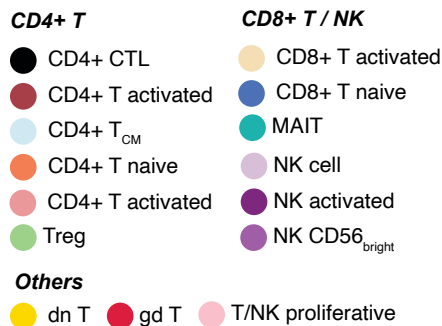 CD4+ T
CD4+ CTL
CD4+ T activated
CD4+ TCM
CD4+ T naive
CD4+ T activated
Treg
CD8+ T / NK
CD8+ T activated
CD8+ T naive
MAIT
NK cell
NK activated
NK CD56bright
Others
dn T gd T T/NK proliferative